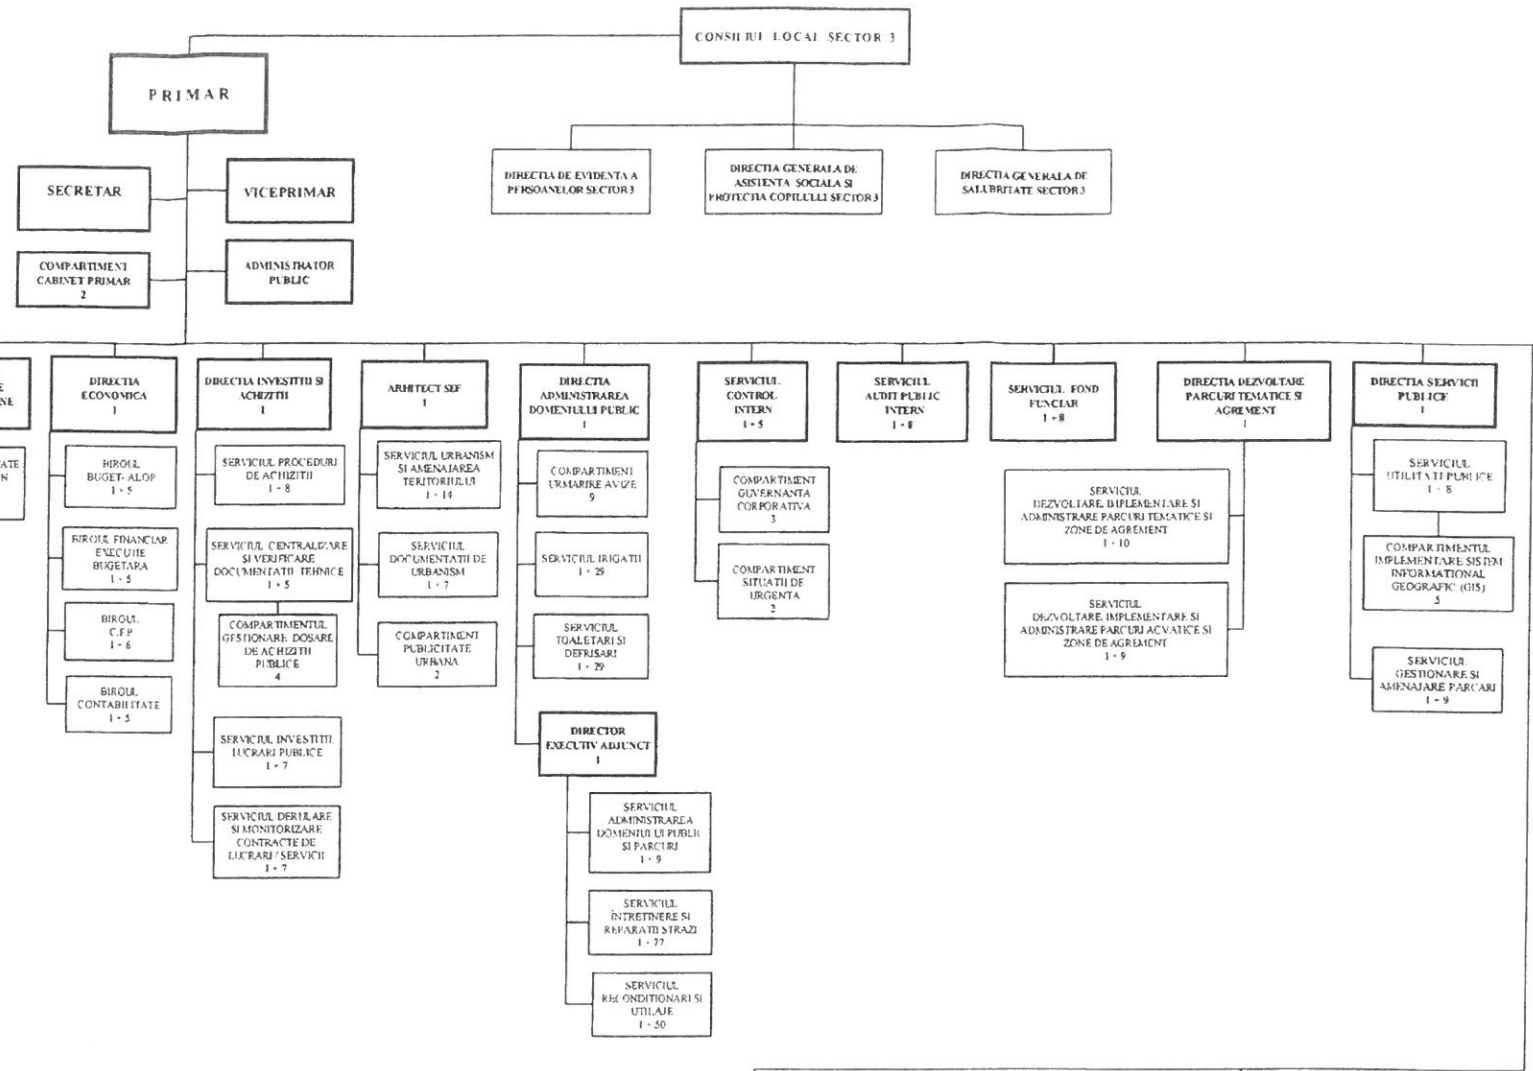 CONSILIUL LOCAL SECTOR 3
PRIMAR
SECRETAR
VICEPRIMAR
COMPARTIMENT
CABINET PRIMAR
2
ADMINISTRATOR
PUBLIC
DIRECTIA DE EVIDENTA A
PERSOANELOR SECTOR 3
DIRECTIA GENERALA DE
ASISTENTA SOCIALA SI
PROTECTIA COPILULUI SECTOR 3
DIRECTIA GENERALA DE
SALUBRITATE SECTOR 3
E
NE
ATE
N
DIRECTIA
ECONOMICA
1
BIROUL
BUGET- ALOP
1 + 5
BIROUL FINANCIAR,
EXECUTIE
BUGETARA
1 + 5
BIROUL
C.F.P
1 + 6
BIROUL
CONTABILITATE
1 + 5
DIRECTIA INVESTITII SI
ACHIZITII
1
SERVICIUL PROCEDURI
DE ACHIZITII
1 + 8
SERVICIUL CENTRALIZARE
SI VERIFICARE
DOCUMENTATII TEHNICE
1 + 5
COMPARTIMENTUL
GESTIONARE DOSARE
DE ACHIZITII
PUBLICE
4
SERVICIUL INVESTITII,
LUCRARI PUBLICE
1 + 7
SERVICIUL DERULARE
SI MONITORIZARE
CONTRACTE DE
LUCRARI / SERVICII
1 + 7
ARHITECT SEF
1
SERVICIUL URBANISM
SI AMENAJAREA
TERITORIULUI
1 + 14
SERVICIUL
DOCUMENTATII DE
URBANISM
1 + 7
COMPARTIMENT
PUBLICITATE
URBANA
2
DIRECTIA
ADMINISTRAREA
DOMENIULUI PUBLIC
1
COMPARTIMENT
URMARIRE AVIZE
9
SERVICIUL IRIGATII
1 + 29
SERVICIUL
TOALETARI SI
DEFRISARI
1 + 29
DIRECTOR
EXECUTIV ADJUNCT
1
SERVICIUL
ADMINISTRAREA
DOMENIULUI PUBLIC
SI PARCURI
1 + 9
SERVICIUL
ÎNTRETINERE SI
REPARATII STRAZI
1 + 77
SERVICIUL
RECONDITIONARI SI
UTILAJE
1 + 50
SERVICIUL
CONTROL
INTERN
1 + 5
COMPARTIMENT
GUVERNANTA
CORPORATIVA
3
COMPARTIMENT
SITUATII DE
URGENTA
2
SERVICIUL
AUDIT PUBLIC
INTERN
1 + 8
SERVICIUL FOND
FUNCIAR
1 + 8
DIRECTIA DEZVOLTARE
PARCURI TEMATICE SI
AGREMENT
1
SERVICIUL
DEZVOLTARE, IMPLEMENTARE SI
ADMINISTRARE PARCURI TEMATICE SI
ZONE DE AGREMENT
1 + 10
SERVICIUL
DEZVOLTARE, IMPLEMENTARE SI
ADMINISTRARE PARCURI ACVATICE SI
ZONE DE AGREMENT
1 + 9
DIRECTIA SERVICII
PUBLICE
1
SERVICIUL
UTILITATI PUBLICE
1 + 8
COMPARTIMENTUL
IMPLEMENTARE SISTEM
INFORMATIONAL
GEOGRAFIC (GIS)
5
SERVICIUL
GESTIONARE SI
AMENAJARE PARCARI
1 + 9